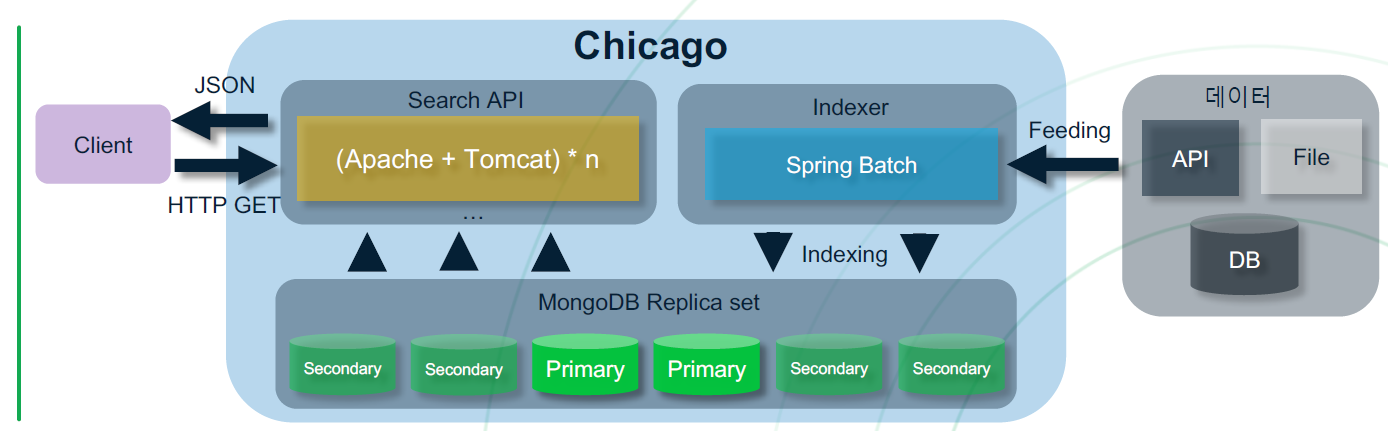 Chicago
JSON
Client
HTTP GET
Search API
(Apache + Tomcat) * n
...
Indexer
Spring Batch
Feeding
데이터
API
File
DB
Indexing
MongoDB Replica set
Secondary
Secondary
Primary
Primary
Secondary
Secondary